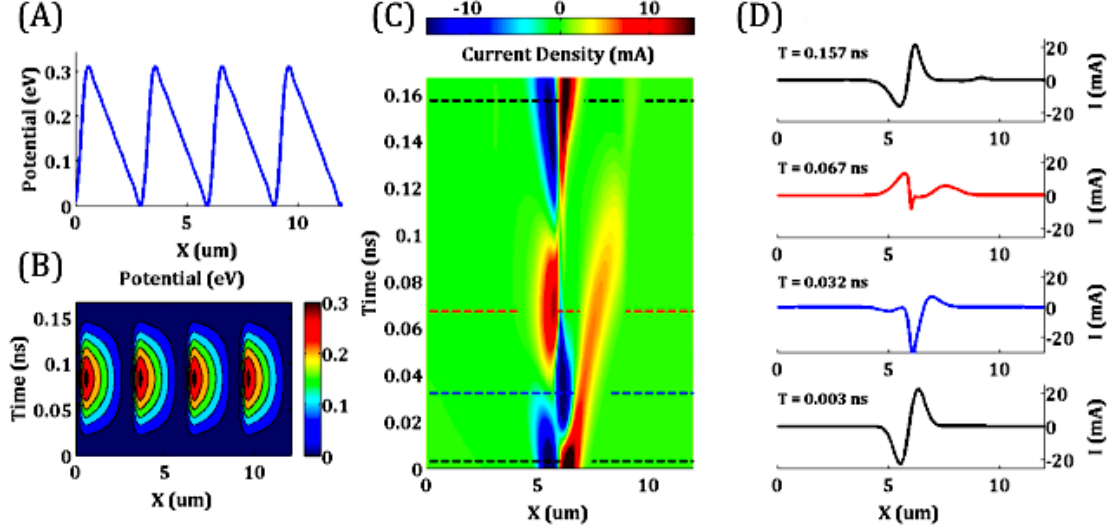 (A)
Potential (eV)
0.3
0.2
0.1
0
0 5 10
X (um)
(B)
Potential (eV)
Time (ns)
0.15
0.1
0.05
0
0 5 10
X (um)
0.3
0.2
0.1
0
(C)
-10 0 10
Current Density (mA)
Time (ns)
0.16
0.14
0.12
0.1
0.08
0.06
0.04
0.02
0
0 5 10
X (um)
(D)
T = 0.157 ns
20
0
-20
I (mA)
0 5 10
T = 0.067 ns
20
0
-20
I (mA)
0 5 10
T = 0.032 ns
20
0
-20
I (mA)
0 5 10
T = 0.003 ns
20
0
-20
I (mA)
0 5 10
X (um)